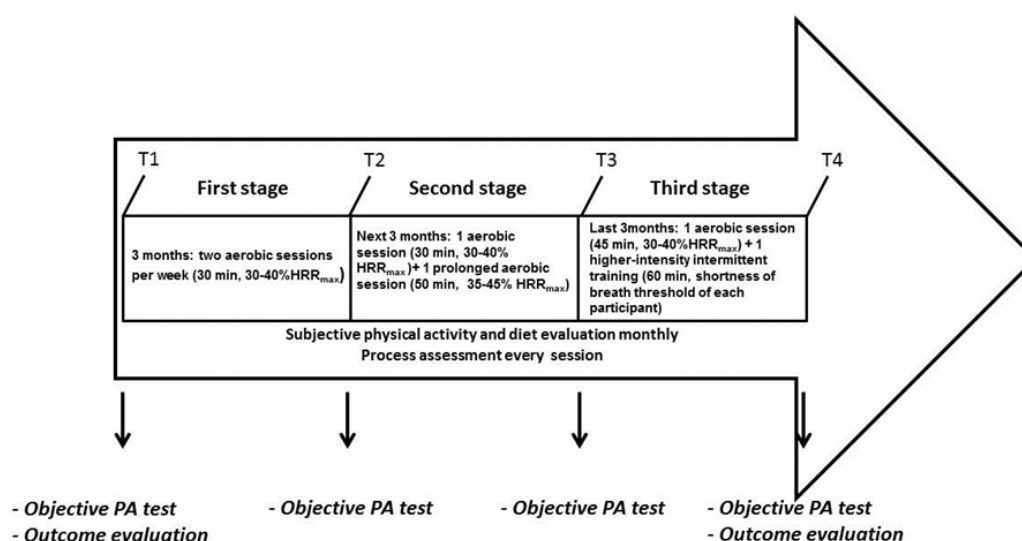 T1
T2
T3
T4
First stage
Second stage
Third stage
3 months: two aerobic sessions
per week (30 min, 30-40%HRRmax)
Next 3 months: 1 aerobic
session (30 min, 30-40%
HRRmax)+ 1 prolonged aerobic
session (50 min, 35-45% HRRmax)
Last 3months: 1 aerobic session
(45 min, 30-40%HRRmax) + 1
higher-intensity intermittent
training (60 min, shortness of
breath threshold of each
participant)
Subjective physical activity and diet evaluation monthly
Process assessment every session
- Objective PA test
- Outcome evaluation
- Objective PA test
- Objective PA test
- Objective PA test
- Outcome evaluation